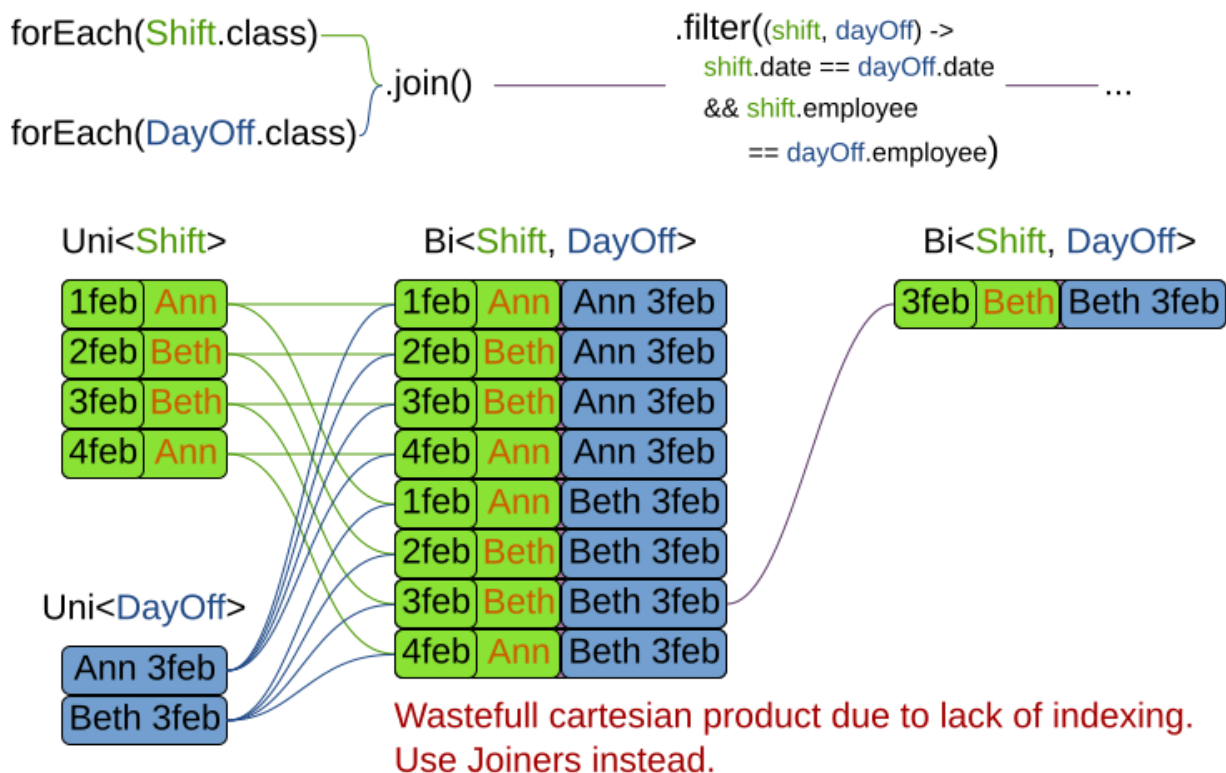 forEach(Shift.class)
forEach(DayOff.class)
.join()
.filter((shift, dayOff) ->
shift.date == dayOff.date
&& shift.employee
== dayOff.employee)
...
Uni<Shift>
1feb Ann
2feb Beth
3feb Beth
4feb Ann
Uni<DayOff>
Ann 3feb
Beth 3feb
Bi<Shift, DayOff>
1feb Ann Ann 3feb
2feb Beth Ann 3feb
3feb Beth Ann 3feb
4feb Ann Ann 3feb
1feb Ann Beth 3feb
2feb Beth Beth 3feb
3feb Beth Beth 3feb
4feb Ann Beth 3feb
Bi<Shift, DayOff>
3feb Beth Beth 3feb
Wastefull cartesian product due to lack of indexing.
Use Joiners instead.